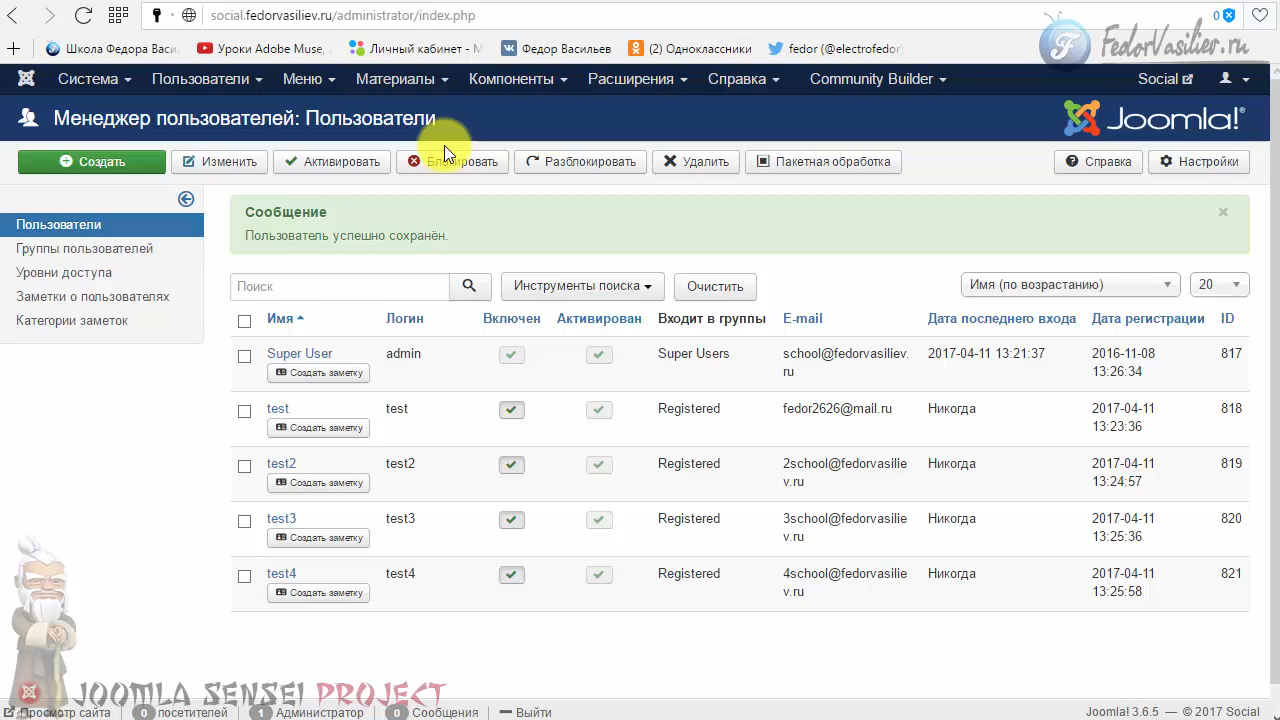 social.fedorvasiliev.ru/administrator/index.php
0
Школа Федора Васи
Уроки Adobe Muse,
Личный кабинет - М
Федор Васильев
(2) Одноклассники
fedor (@electrofedor
FedorVasiliev.ru
Система
Пользователи
Меню
Материалы
Компоненты
Расширения
Справка
Community Builder
Social
Менеджер пользователей: Пользователи
Joomla!®
Создать
Изменить
Активировать
Блокировать
Разблокировать
Удалить
Пакетная обработка
Справка
Настройки
Пользователи
Группы пользователей
Уровни доступа
Заметки о пользователях
Категории заметок
Сообщение
×
Пользователь успешно сохранён.
Поиск
Инструменты поиска
Очистить
Имя (по возрастанию)
20
Имя Логин Включен Активирован Входит в группы E-mail Дата последнего входа Дата регистрации ID
Super User admin Super Users school@fedorvasiliev. 2017-04-11 13:21:37 2016-11-08 817
Создать заметку ru 13:26:34
test test Registered fedor2626@mail.ru Никогда 2017-04-11 818
Создать заметку 13:23:36
test2 test2 Registered 2school@fedorvasilie Никогда 2017-04-11 819
Создать заметку v.ru 13:24:57
test3 test3 Registered 3school@fedorvasilie Никогда 2017-04-11 820
Создать заметку v.ru 13:25:36
test4 test4 Registered 4school@fedorvasilie Никогда 2017-04-11 821
Создать заметку v.ru 13:25:58
JOOMLA SENSEI PROJECT
Просмотр сайта
0 посетителей
1 Администратор
0 Сообщения
Выйти
Joomla! 3.6.5 — © 2017 Social